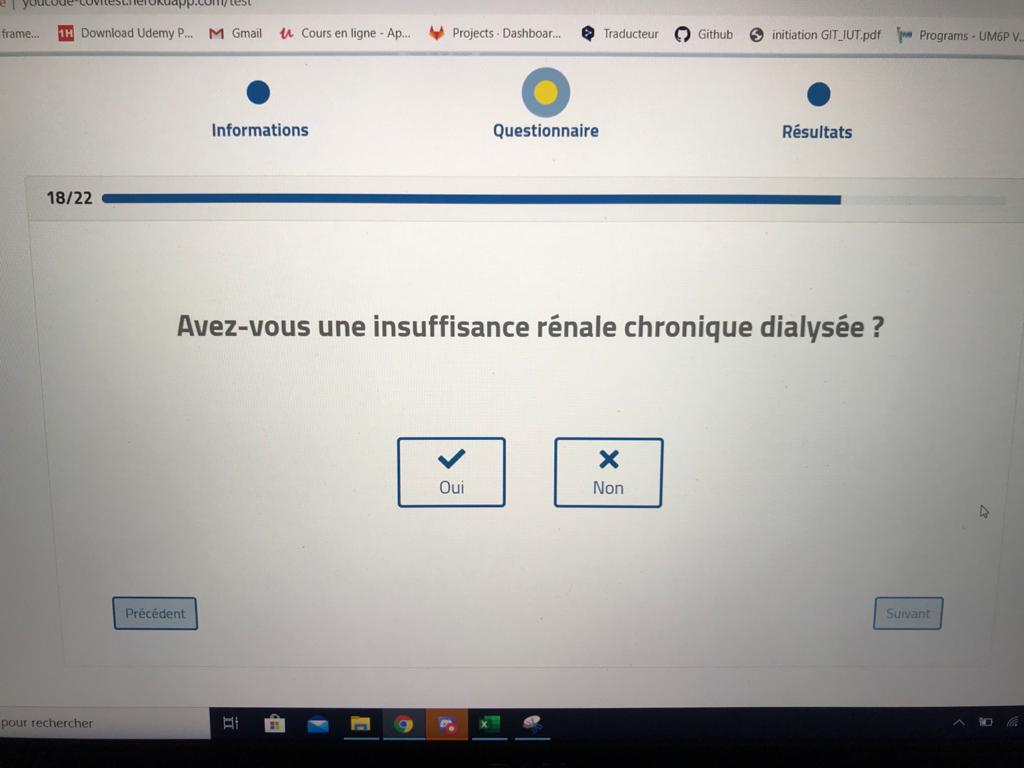 youcode-covitest.herokuapp.com/test
frame... Download Udemy P... Gmail Cours en ligne - Ap... Projects · Dashboar... Traducteur Github initiation GIT_IUT.pdf Programs - UM6P V...
Informations Questionnaire Résultats
18/22
Avez-vous une insuffisance rénale chronique dialysée ?
Oui Non
Précédent Suivant
pour rechercher